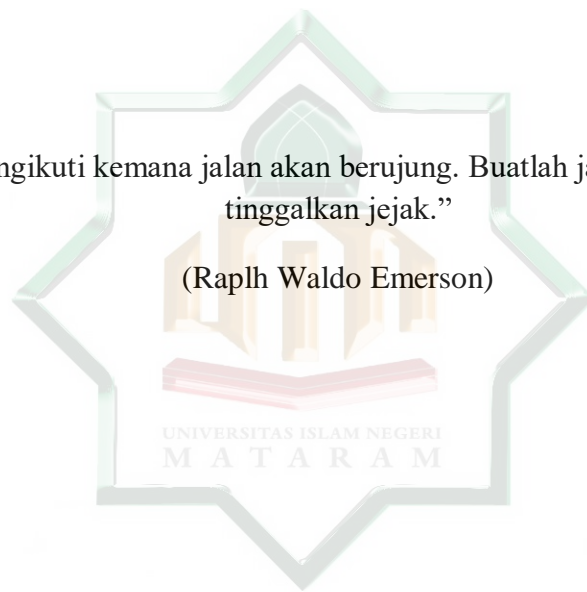 ngikuti kemana jalan akan berujung. Buatlah ja
tinggalkan jejak.”
(Raplh Waldo Emerson)
UNIVERSITAS ISLAM NEGERI
M A T A R A M